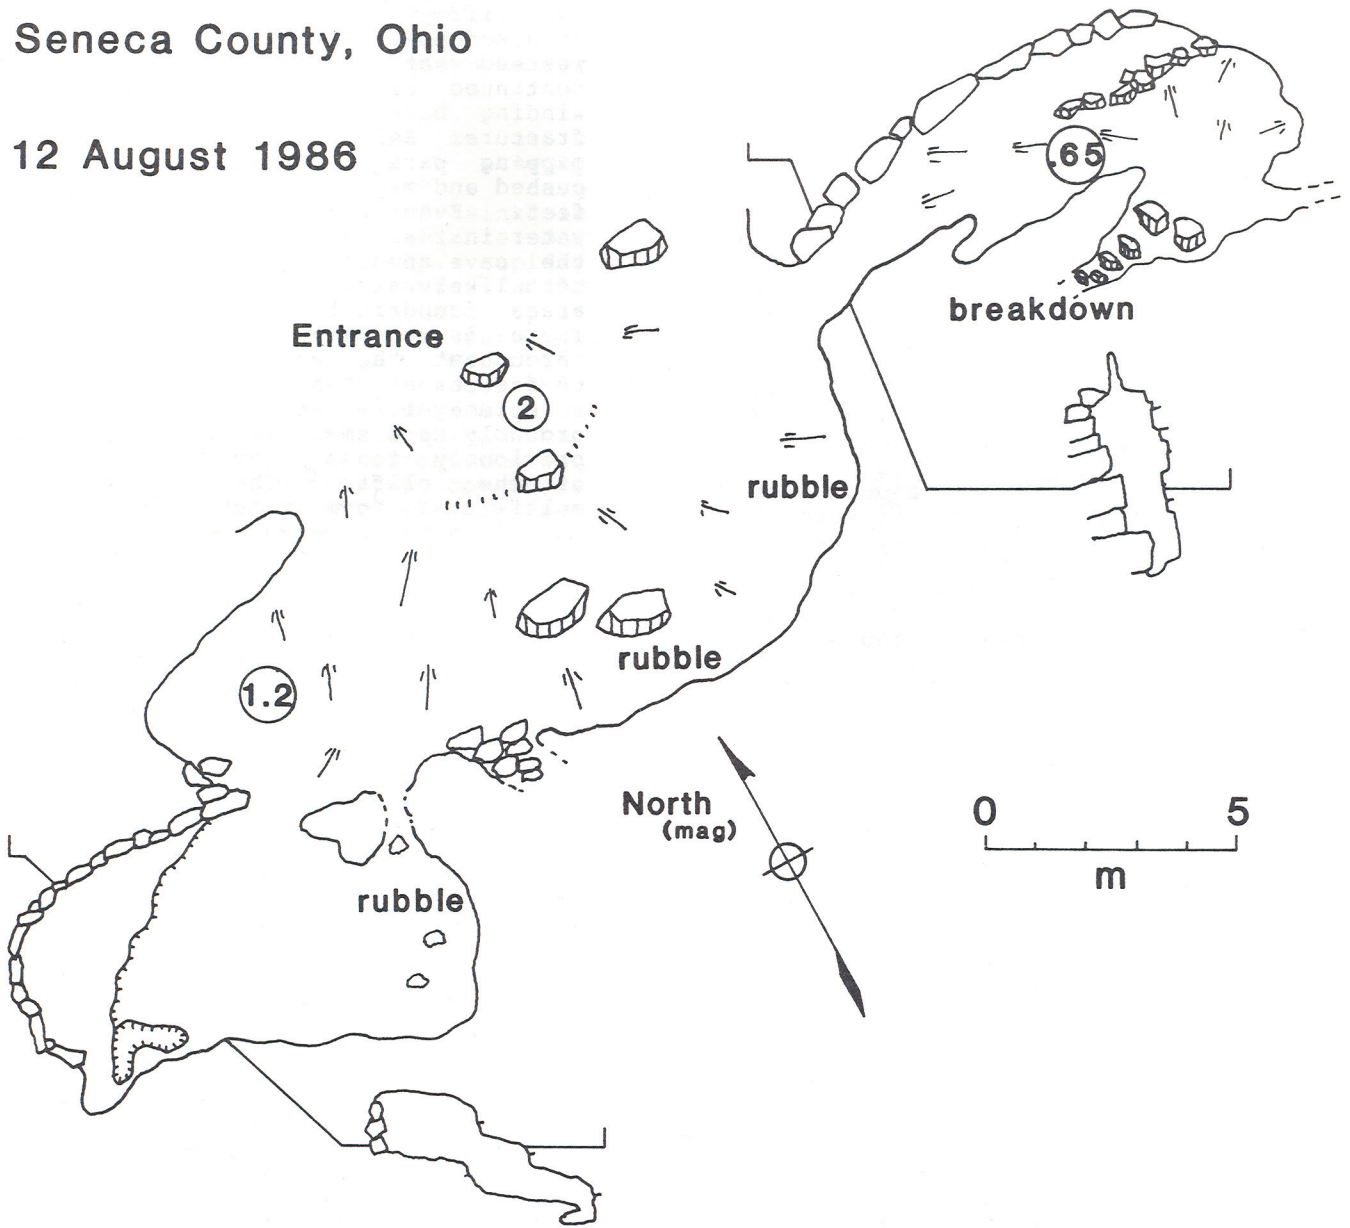 Seneca County, Ohio
12 August 1986
.65
breakdown
Entrance
2
rubble
rubble
1.2
North
(mag)
0 5
m
rubble